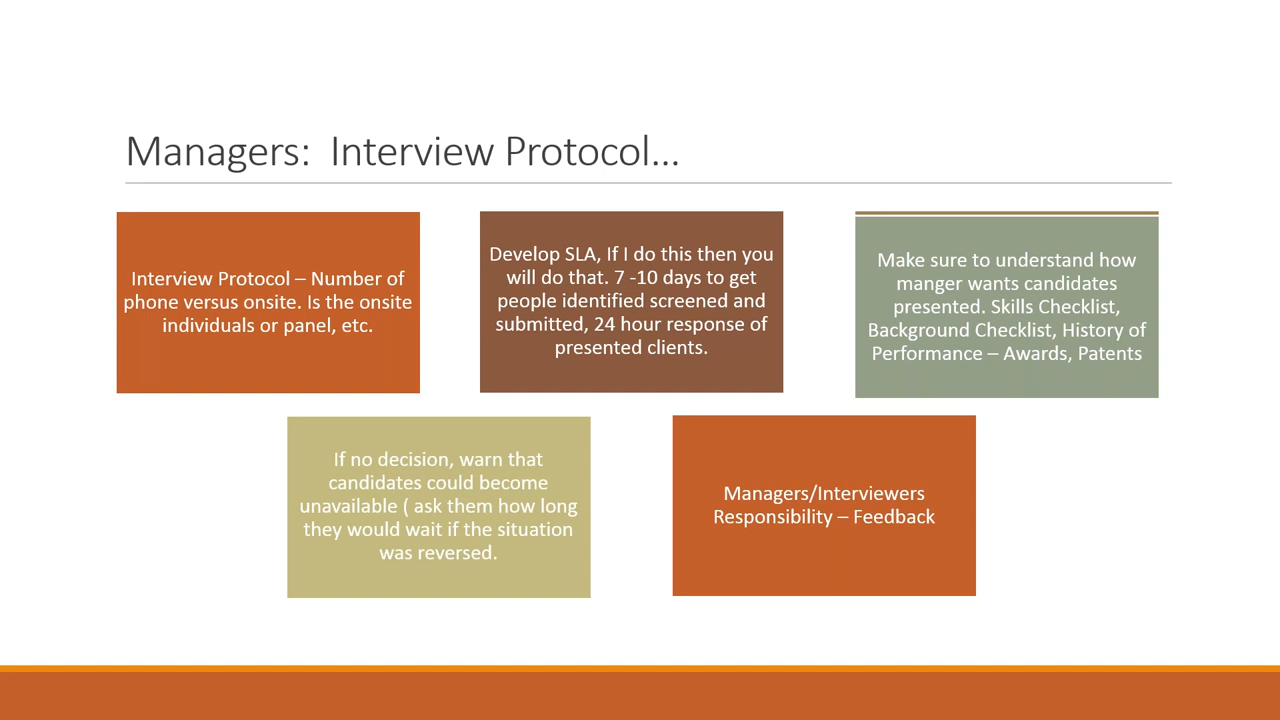 Managers:  Interview Protocol…
Interview Protocol – Number of
phone versus onsite. Is the onsite
individuals or panel, etc.
Develop SLA, If I do this then you
will do that. 7 -10 days to get
people identified screened and
submitted, 24 hour response of
presented clients.
Make sure to understand how
manger wants candidates
presented. Skills Checklist,
Background Checklist, History of
Performance – Awards, Patents
If no decision, warn that
candidates could become
unavailable ( ask them how long
they would wait if the situation
was reversed.
Managers/Interviewers
Responsibility – Feedback